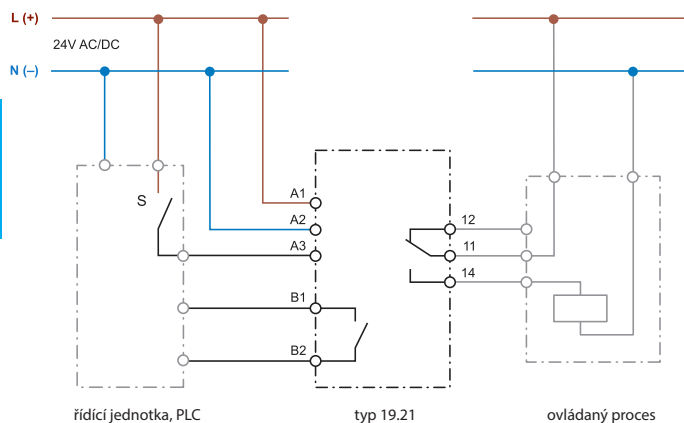 L (+)
24V AC/DC
N (–)
S
A1
A2
A3
B1
B2
12
11
14
řídící jednotka, PLC
typ 19.21
ovládaný proces